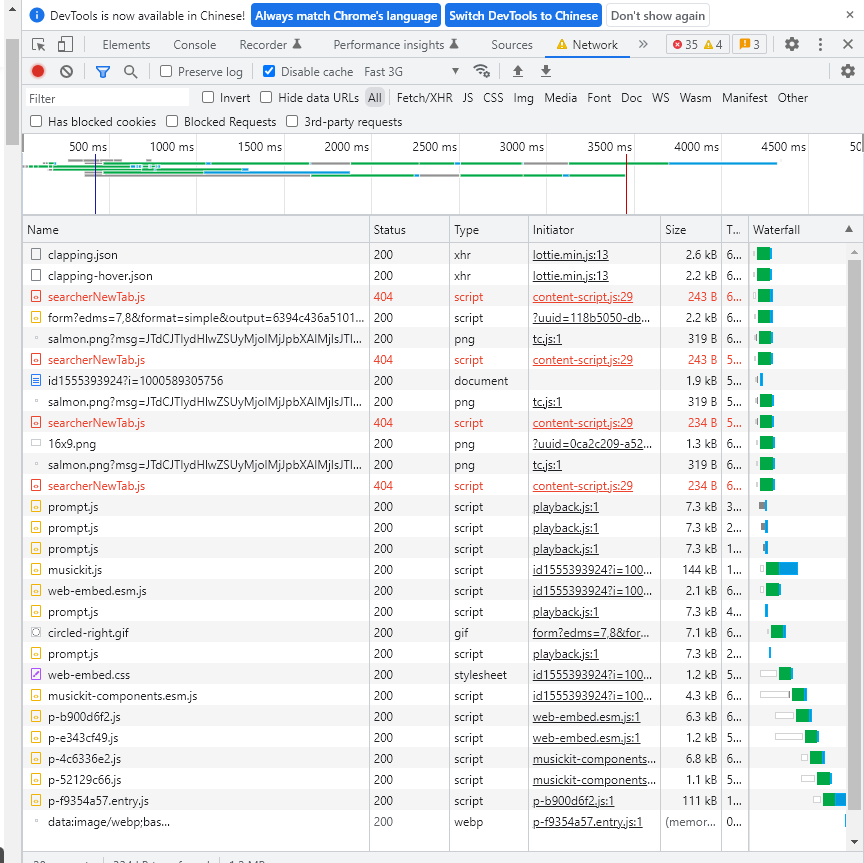 DevTools is now available in Chinese! Always match Chrome's language Switch DevTools to Chinese Don't show again
Elements Console Recorder Performance insights Sources Network 35 4 3
Preserve log Disable cache Fast 3G
Filter Invert Hide data URLs All Fetch/XHR JS CSS Img Media Font Doc WS Wasm Manifest Other
Has blocked cookies Blocked Requests 3rd-party requests
500 ms 1000 ms 1500 ms 2000 ms 2500 ms 3000 ms 3500 ms 4000 ms 4500 ms 50
Name Status Type Initiator Size T... Waterfall
clapping.json 200 xhr lottie.min.js:13 2.6 kB 6...
clapping-hover.json 200 xhr lottie.min.js:13 2.2 kB 6...
searcherNewTab.js 404 script content-script.js:29 243 B 5...
form?edms=7,8&format=simple&output=6394c436a5101... 200 script ?uuid=118b5050-db... 2.2 kB 6...
200 png tc.js:1 319 B 5...
searcherNewTab.js 404 script content-script.js:29 243 B 5...
id1555393924?i=1000589305756 200 document 1.9 kB 5...
200 png tc.js:1 319 B 5...
searcherNewTab.js 404 script content-script.js:29 234 B 5...
16x9.png 200 png ?uuid=0ca2c209-a52... 1.3 kB 6...
200 png tc.js:1 319 B 5...
searcherNewTab.js 404 script content-script.js:29 234 B 6...
prompt.js 200 script playback.js:1 7.3 kB 3...
prompt.js 200 script playback.js:1 7.3 kB 2...
prompt.js 200 script playback.js:1 7.3 kB 1...
musickit.js 200 script id1555393924?i=100... 144 kB 1...
web-embed.esm.js 200 script id1555393924?i=100... 2.1 kB 6...
prompt.js 200 script playback.js:1 7.3 kB 4...
circled-right.gif 200 gif form?edms=7,8&for... 7.1 kB 6...
prompt.js 200 script playback.js:1 7.3 kB 2...
web-embed.css 200 stylesheet id1555393924?i=100... 1.2 kB 5...
musickit-components.esm.js 200 script id1555393924?i=100... 4.3 kB 6...
p-b900d6f2.js 200 script web-embed.esm.js:1 6.3 kB 6...
p-e343cf49.js 200 script web-embed.esm.js:1 1.2 kB 5...
p-4c6336e2.js 200 script musickit-components... 6.8 kB 6...
p-52129c66.js 200 script musickit-components... 1.1 kB 5...
p-f9354a57.entry.js 200 script p-b900d6f2.js:1 111 kB 1...
data:image/webp;bas... 200 webp p-f9354a57.entry.js:1 (memor... 0...